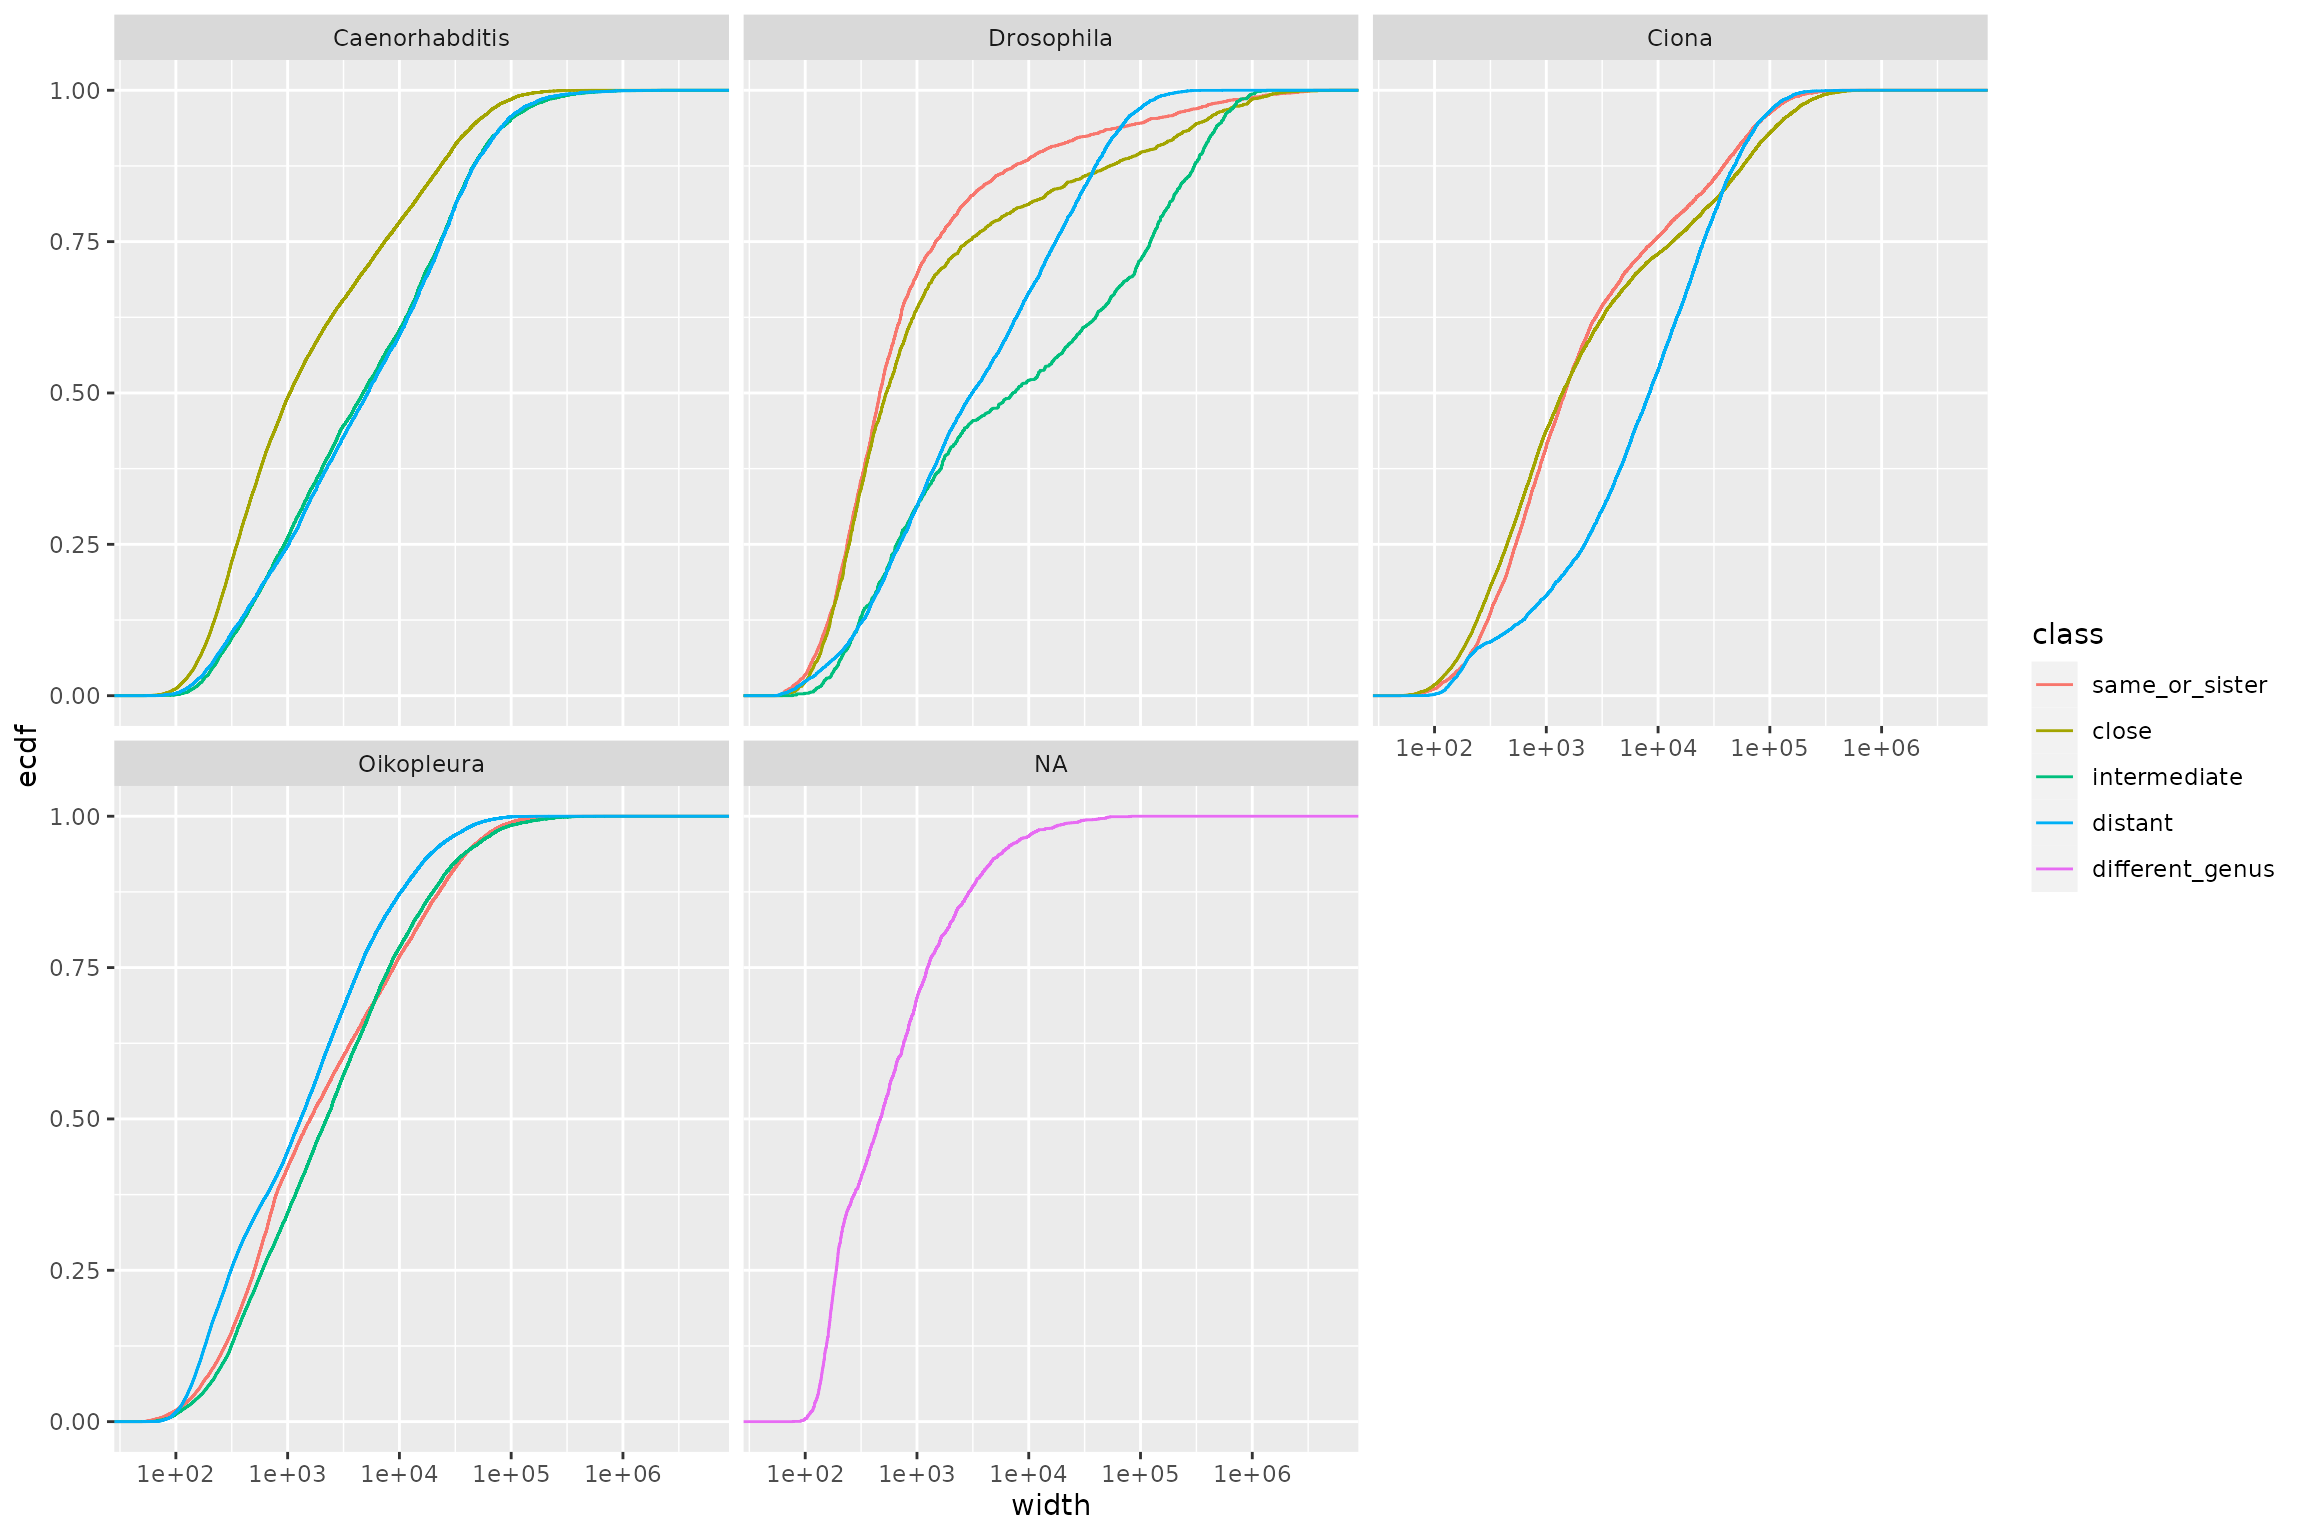 Caenorhabditis
Drosophila
Ciona
1.00
0.75
0.50
0.25
0.00
1e+02 1e+03 1e+04 1e+05 1e+06
Oikopleura
NA
1.00
0.75
0.50
0.25
0.00
1e+02 1e+03 1e+04 1e+05 1e+06
1e+02 1e+03 1e+04 1e+05 1e+06
width
ecdf
class
same_or_sister
close
intermediate
distant
different_genus